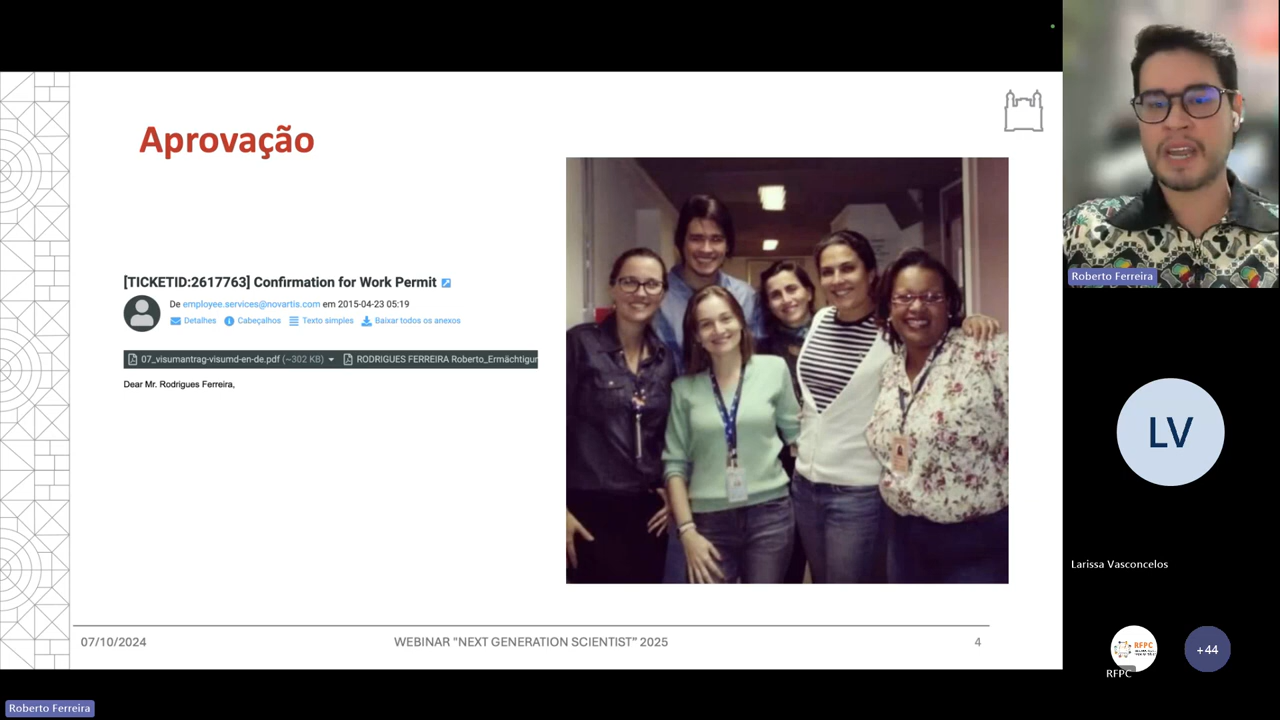 Aprovação
[TICKETID:2617763] Confirmation for Work Permit
De employee.services@novartis.com em 2015-04-23 05:19
Detalhes Cabeçalhos Texto simples Baixar todos os anexos
07_visumantrag-visumd-en-de.pdf (~302 KB) RODRIGUES FERREIRA Roberto_Ermächtigun
Dear Mr. Rodrigues Ferreira,
07/10/2024 WEBINAR "NEXT GENERATION SCIENTIST" 2025 4
Roberto Ferreira
LV
Larissa Vasconcelos
RFPC
RFPC
+44
Roberto Ferreira